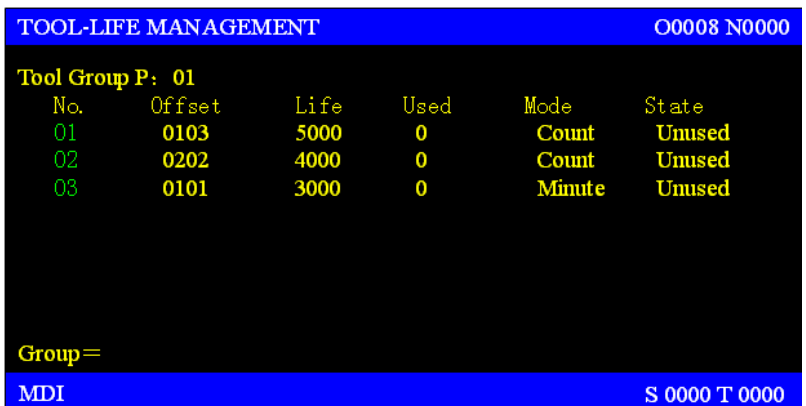 TOOL-LIFE MANAGEMENT O0008 N0000
Tool Group P: 01
No. Offset Life Used Mode State
01 0103 5000 0 Count Unused
02 0202 4000 0 Count Unused
03 0101 3000 0 Minute Unused
Group=
MDI S 0000 T 0000